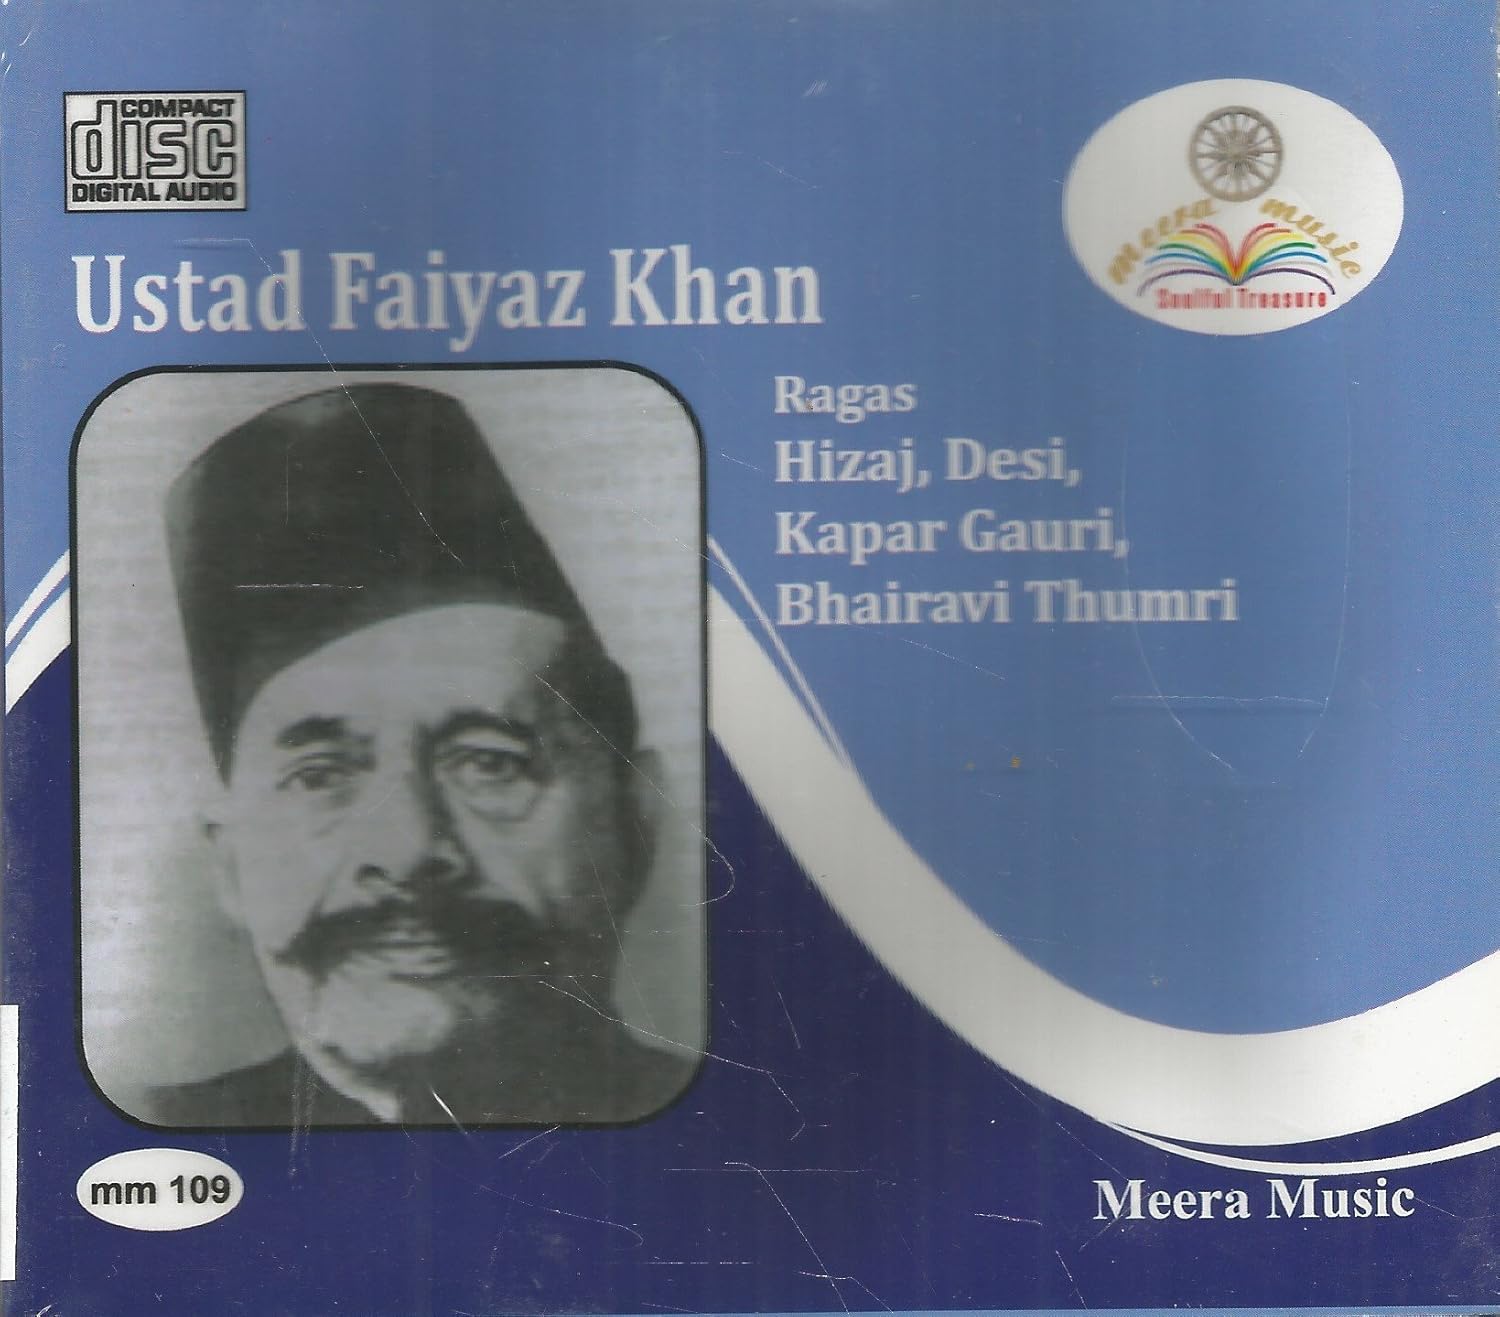 COMPACT
disc
DIGITAL AUDIO
meera music
Soulful Treasure
Ustad Faiyaz Khan
Ragas
Hizaj, Desi,
Kapar Gauri,
Bhairavi Thumri
mm 109
Meera Music